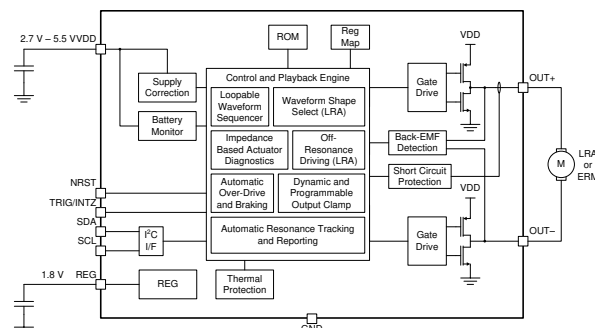 2.7 V – 5.5 V
VDD
ROM
Reg
Map
VDD
Supply
Correction
Control and Playback Engine
Gate
Drive
OUT+
Loopable
Waveform
Sequencer
Waveform Shape
Select (LRA)
Battery
Monitor
Impedance
Based Actuator
Diagnostics
Off-
Resonance
Driving (LRA)
Back-EMF
Detection
Short Circuit
Protection
M
LRA
or
ERM
NRST
TRIG/INTZ
SDA
SCL
I²C
I/F
Automatic
Over-Drive
and Braking
Dynamic and
Programmable
Output Clamp
VDD
Automatic Resonance Tracking
and Reporting
Gate
Drive
OUT–
1.8 V
REG
REG
Thermal
Protection
GND